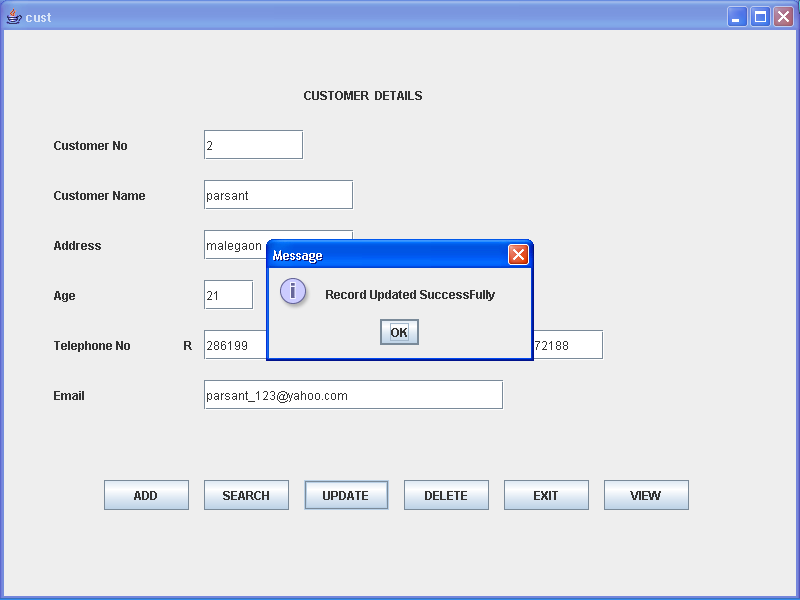 cust
CUSTOMER DETAILS
Customer No 2
Customer Name parsant
Address malegaon
Message
Record Updated SuccessFully
OK
Age 21
Telephone No R 286199 72188
Email parsant_123@yahoo.com
ADD SEARCH UPDATE DELETE EXIT VIEW